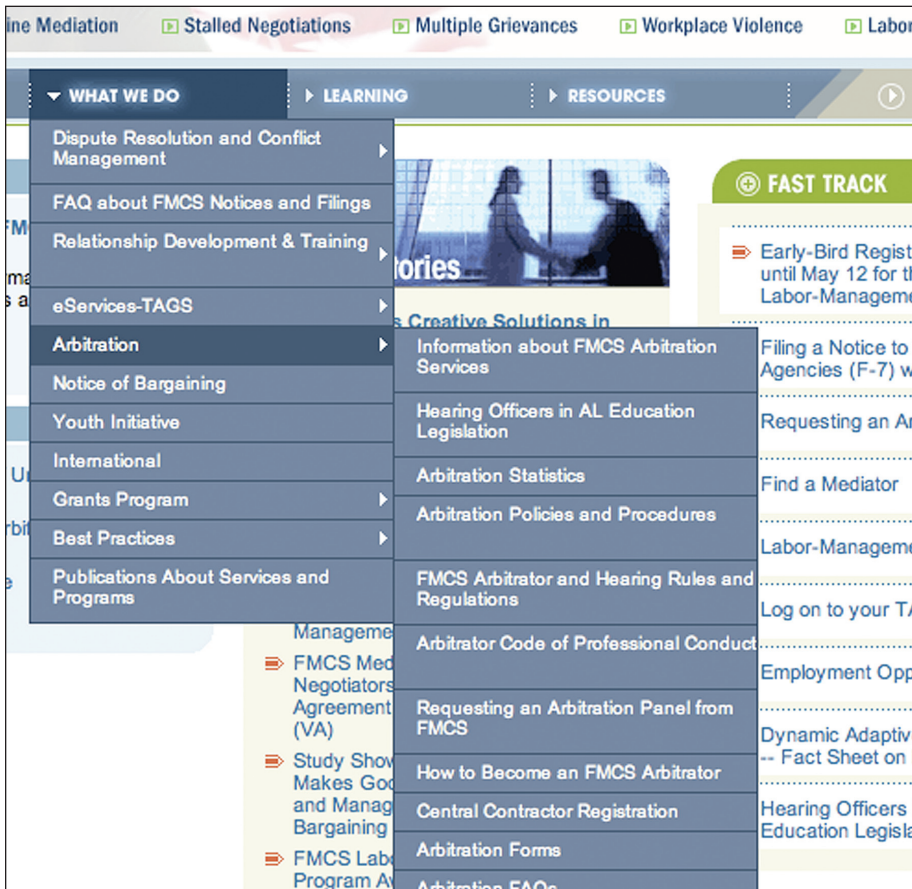 ine Mediation
Stalled Negotiations
Multiple Grievances
Workplace Violence
Labor
WHAT WE DO
LEARNING
RESOURCES
Dispute Resolution and Conflict
Management
FAQ about FMCS Notices and Filings
Relationship Development & Training
eServices-TAGS
Arbitration
Notice of Bargaining
Youth Initiative
International
Grants Program
Best Practices
Publications About Services and
Programs
Information about FMCS Arbitration
Services
Hearing Officers in AL Education
Legislation
Arbitration Statistics
Arbitration Policies and Procedures
FMCS Arbitrator and Hearing Rules and
Regulations
Arbitrator Code of Professional Conduct
Requesting an Arbitration Panel from
FMCS
How to Become an FMCS Arbitrator
Central Contractor Registration
Arbitration Forms
Arbitration FAQs
tories
s Creative Solutions in
Manageme
FMCS Med
Negotiators
Agreement
(VA)
Study Show
Makes Goo
and Manag
Bargaining
FMCS Labo
Program Av
FAST TRACK
Early-Bird Regist
until May 12 for th
Labor-Manageme
Filing a Notice to
Agencies (F-7) w
Requesting an Ar
Find a Mediator
Labor-Manageme
Log on to your TA
Employment Opp
Dynamic Adaptiv
-- Fact Sheet on
Hearing Officers
Education Legisla